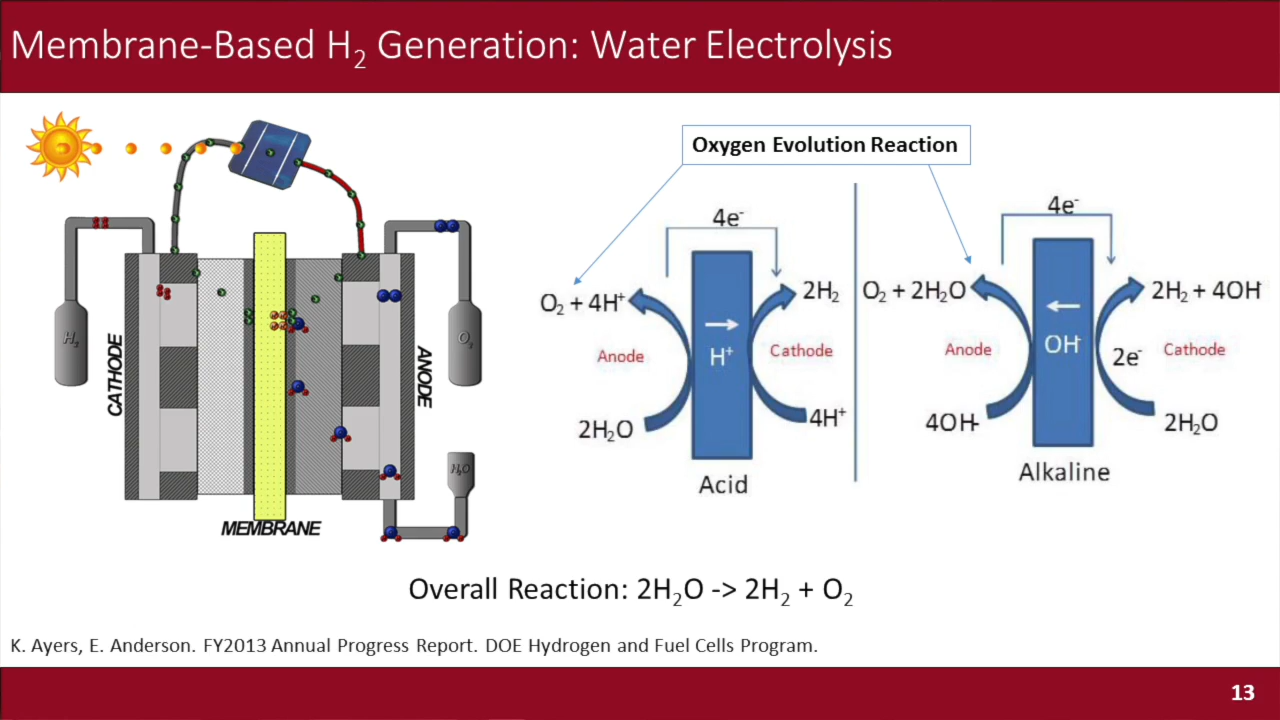 Membrane-Based H₂ Generation: Water Electrolysis
Oxygen Evolution Reaction
H₂
CATHODE
MEMBRANE
ANODE
O₂
H₂O
4e⁻
O₂ + 4H⁺
2H₂
Anode
H⁺
Cathode
2H₂O
4H⁺
Acid
4e⁻
O₂ + 2H₂O
2H₂ + 4OH
Anode
OH⁻
2e⁻
Cathode
4OH-
2H₂O
Alkaline
Overall Reaction: 2H₂O -> 2H₂ + O₂
K. Ayers, E. Anderson. FY2013 Annual Progress Report. DOE Hydrogen and Fuel Cells Program.
13